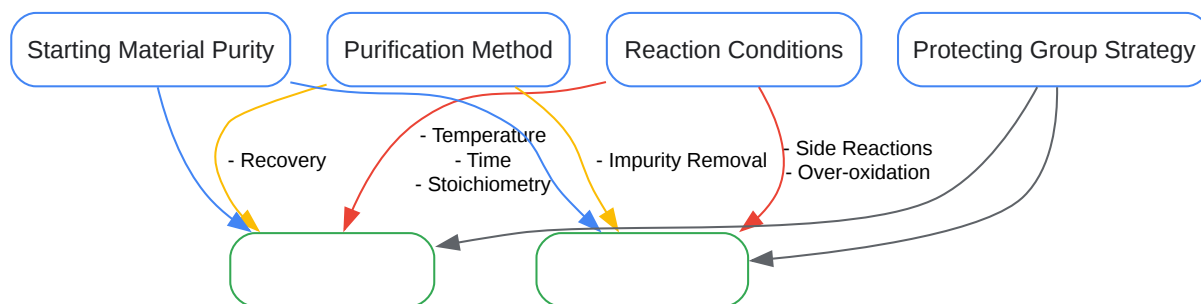 Starting Material Purity
Purification Method
Reaction Conditions
Protecting Group Strategy
- Recovery
- Temperature
- Time
- Stoichiometry
- Impurity Removal
- Side Reactions
- Over-oxidation